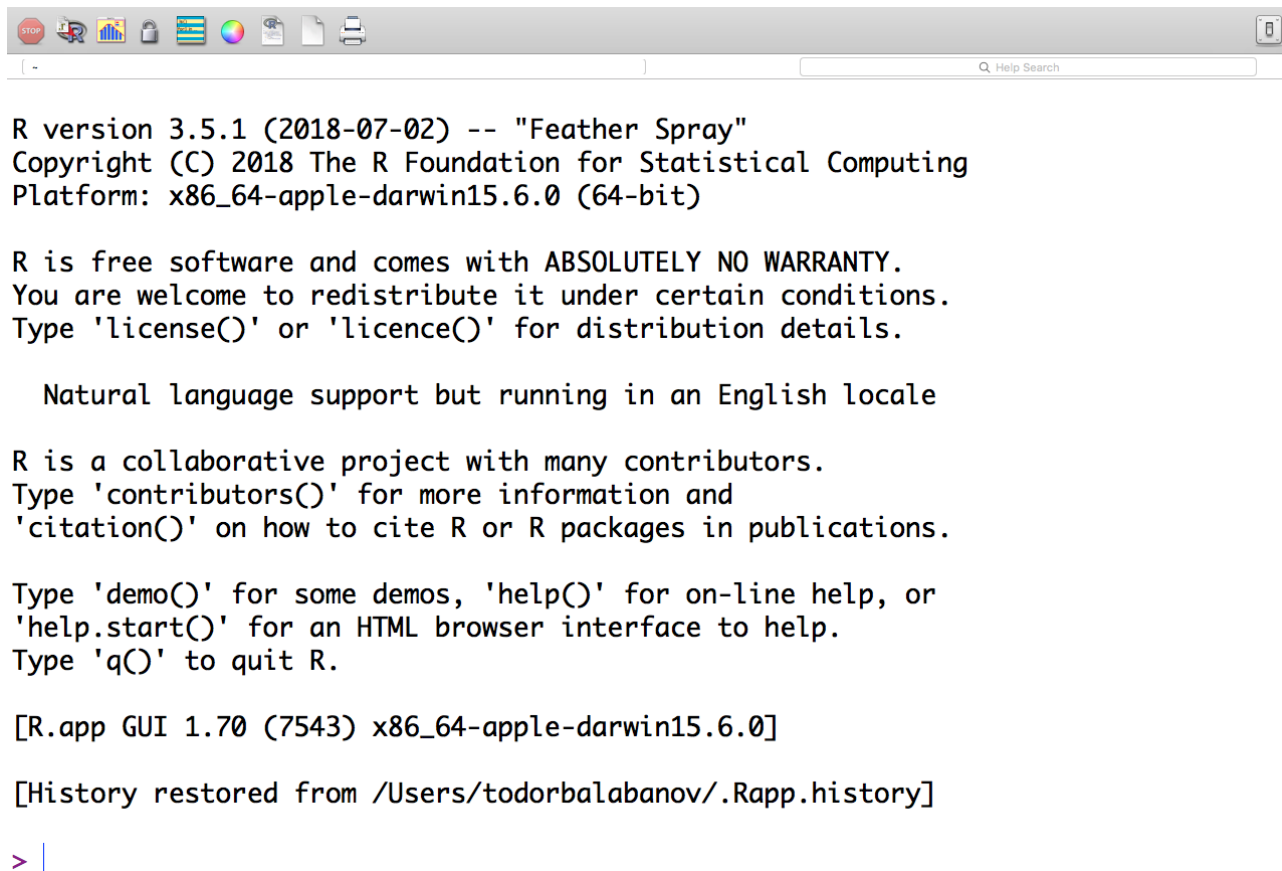 STOP
~
Help Search
R version 3.5.1 (2018-07-02) -- "Feather Spray"
Copyright (C) 2018 The R Foundation for Statistical Computing
Platform: x86_64-apple-darwin15.6.0 (64-bit)
R is free software and comes with ABSOLUTELY NO WARRANTY.
You are welcome to redistribute it under certain conditions.
Type 'license()' or 'licence()' for distribution details.
Natural language support but running in an English locale
R is a collaborative project with many contributors.
Type 'contributors()' for more information and
'citation()' on how to cite R or R packages in publications.
Type 'demo()' for some demos, 'help()' for on-line help, or
'help.start()' for an HTML browser interface to help.
Type 'q()' to quit R.
[R.app GUI 1.70 (7543) x86_64-apple-darwin15.6.0]
[History restored from /Users/todorbalabanov/.Rapp.history]
>